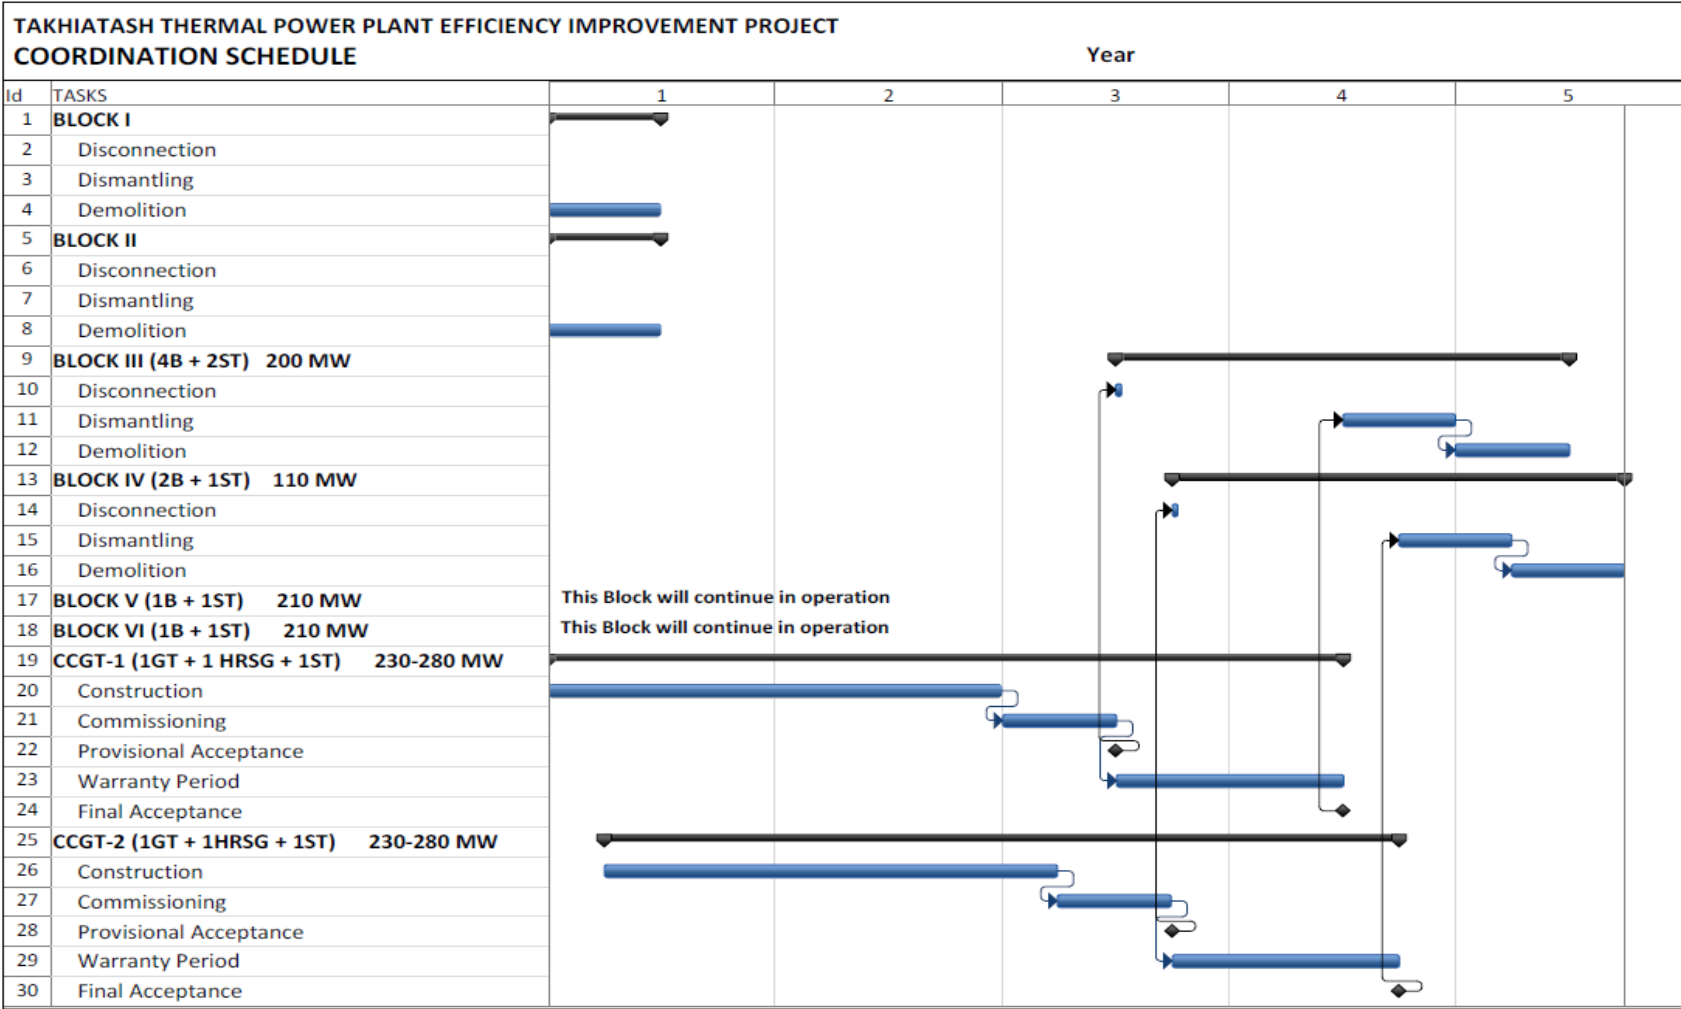 TAKHIATASH THERMAL POWER PLANT EFFICIENCY IMPROVEMENT PROJECT
COORDINATION SCHEDULE Year
Id TASKS 1 2 3 4 5
1 BLOCK I
2 Disconnection
3 Dismantling
4 Demolition
5 BLOCK II
6 Disconnection
7 Dismantling
8 Demolition
9 BLOCK III (4B + 2ST) 200 MW
10 Disconnection
11 Dismantling
12 Demolition
13 BLOCK IV (2B + 1ST) 110 MW
14 Disconnection
15 Dismantling
16 Demolition
17 BLOCK V (1B + 1ST) 210 MW This Block will continue in operation
18 BLOCK VI (1B + 1ST) 210 MW This Block will continue in operation
19 CCGT-1 (1GT + 1 HRSG + 1ST) 230-280 MW
20 Construction
21 Commissioning
22 Provisional Acceptance
23 Warranty Period
24 Final Acceptance
25 CCGT-2 (1GT + 1HRSG + 1ST) 230-280 MW
26 Construction
27 Commissioning
28 Provisional Acceptance
29 Warranty Period
30 Final Acceptance